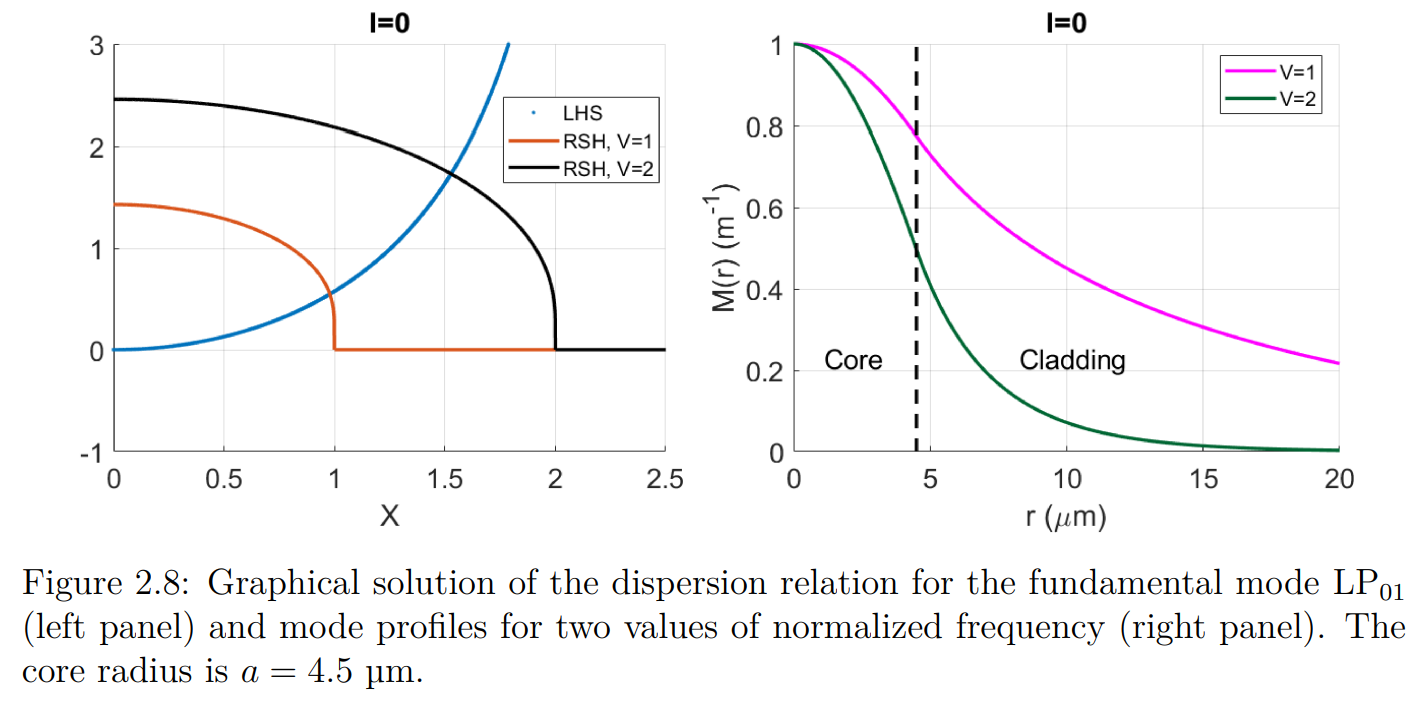 l=0
3
2
1
0
-1
0
0.5
1
1.5
2
2.5
X
LHS
RSH, V=1
RSH, V=2
l=0
1
0.8
0.6
0.4
0.2
0
M(r) (m⁻¹)
0
5
10
15
20
r (μm)
V=1
V=2
Core
Cladding
Figure 2.8: Graphical solution of the dispersion relation for the fundamental mode LP₀₁
(left panel) and mode profiles for two values of normalized frequency (right panel). The
core radius is a = 4.5 µm.